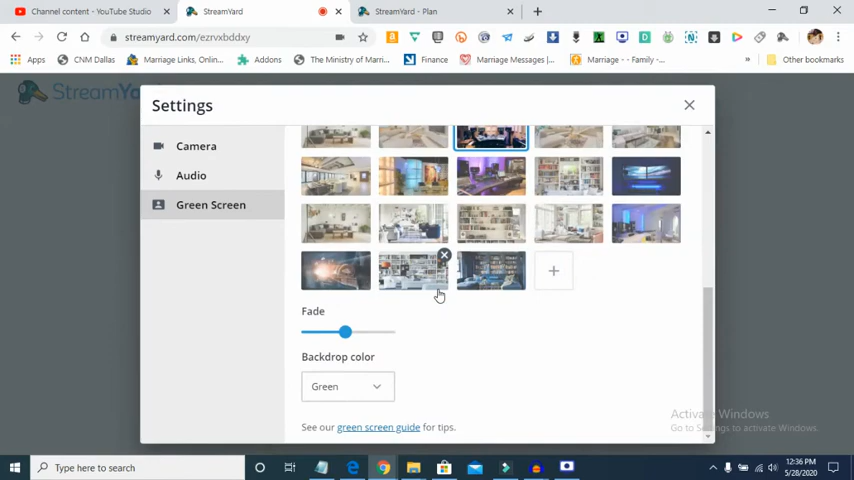 Channel content - YouTube Studio
StreamYard
StreamYard - Plan
streamyard.com/ezrvxbddxy
Apps
CNM Dallas
Marriage Links, Onlin...
Addons
The Ministry of Marri...
Finance
Marriage Messages |...
Marriage - - Family -...
»
Other bookmarks
StreamYard
Settings
Camera
Audio
Green Screen
Fade
Backdrop color
Green
See our green screen guide for tips.
Activate Windows
Go to Settings to activate Windows.
Type here to search
12:36 PM
5/28/2020